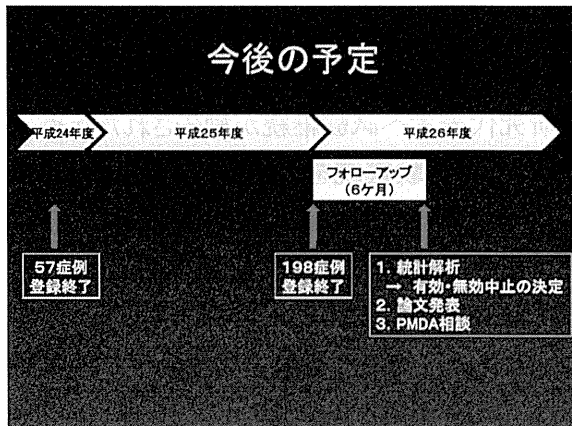 今後の予定
平成24年度
平成25年度
平成26年度
フォローアップ
(6ケ月)
57症例
登録終了
198症例
登録終了
1. 統計解析
→ 有効・無効中止の決定
2. 論文発表
3. PMDA相談